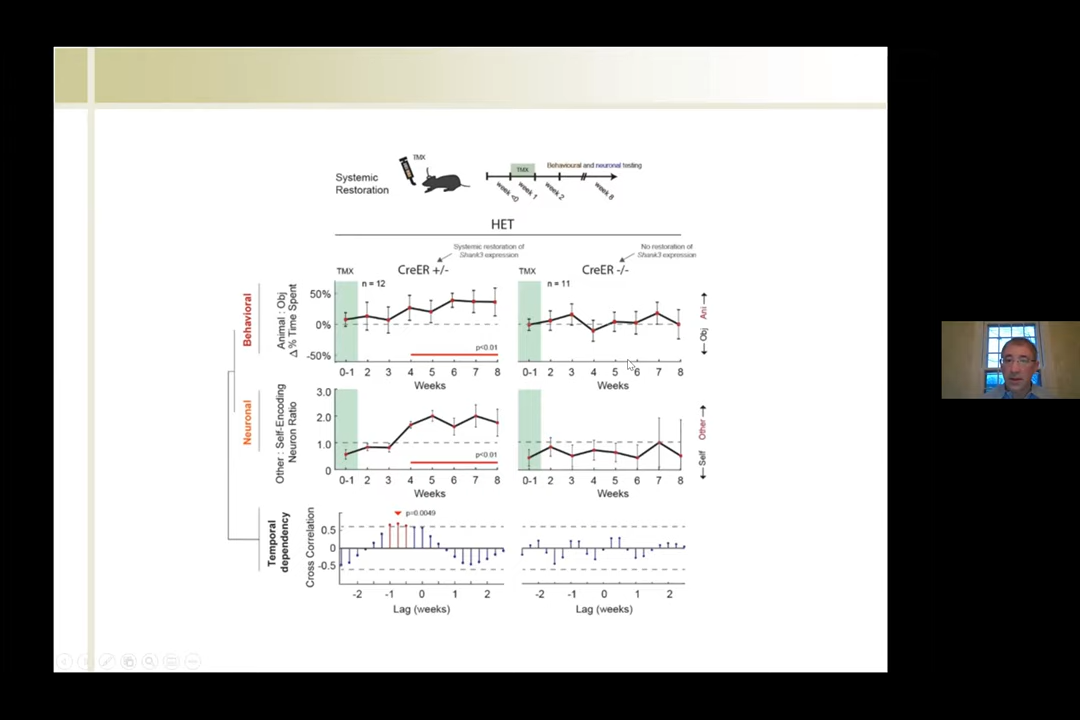 TMX
Systemic
Restoration
TMX
Behavioural and neuronal testing
week <0
week 1
week 2
week 8
HET
Systemic restoration of
Shank3 expression
No restoration of
Shank3 expression
TMX
CreER +/-
TMX
CreER -/-
Behavioral
Animal : Obj
Δ % Time Spent
50%
0%
-50%
n = 12
p<0.01
0-1 2 3 4 5 6 7 8
Weeks
n = 11
0-1 2 3 4 5 6 7 8
Weeks
Obj Ani
Neuronal
Other : Self-Encoding
Neuron Ratio
3.0
2.0
1.0
0
p<0.01
0-1 2 3 4 5 6 7 8
Weeks
0-1 2 3 4 5 6 7 8
Weeks
Self Other
Temporal
dependency
Cross Correlation
0.5
0
-0.5
p=0.0049
-2 -1 0 1 2
Lag (weeks)
-2 -1 0 1 2
Lag (weeks)